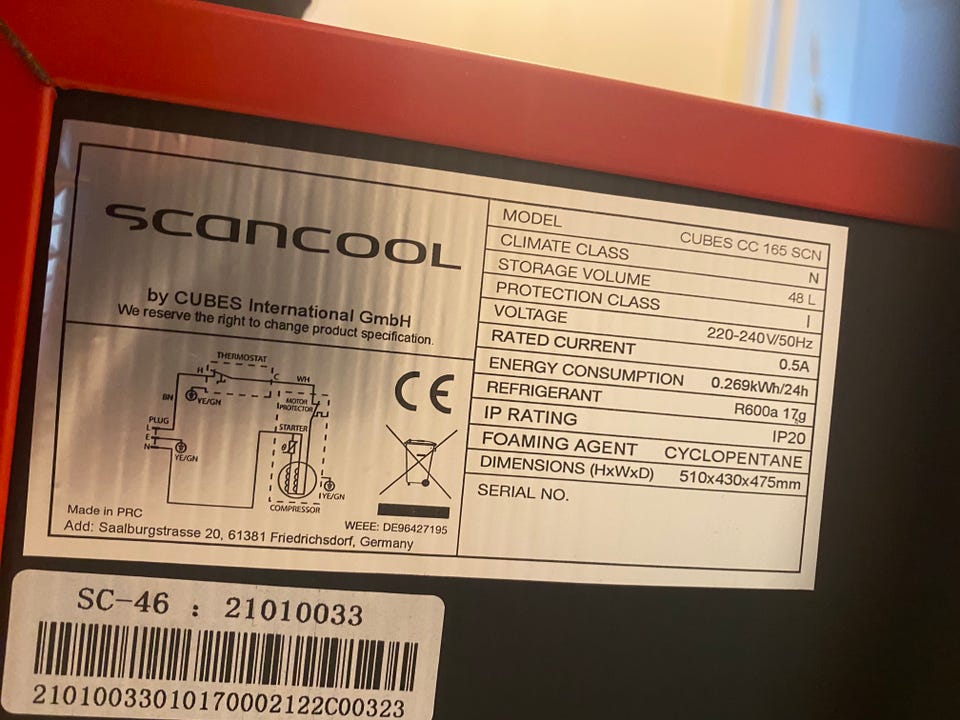 scancool
by CUBES International GmbH
We reserve the right to change product specification.
MODEL CUBES CC 165 SCN
CLIMATE CLASS N
STORAGE VOLUME 48 L
PROTECTION CLASS I
VOLTAGE 220-240V/50Hz
RATED CURRENT 0.5A
ENERGY CONSUMPTION 0.269kWh/24h
REFRIGERANT R600a 17g
IP RATING IP20
FOAMING AGENT CYCLOPENTANE
DIMENSIONS (HxWxD) 510x430x475mm
SERIAL NO.
THERMOSTAT
H
C
WH
BN
YE/GN
MOTOR
PROTECTOR
PLUG
L
E
N
YE/GN
STARTER
θ
YE/GN
COMPRESSOR
CE
WEEE: DE96427195
Made in PRC
Add: Saalburgstrasse 20, 61381 Friedrichsdorf, Germany
SC-46 : 21010033
21010033010170002122C00323